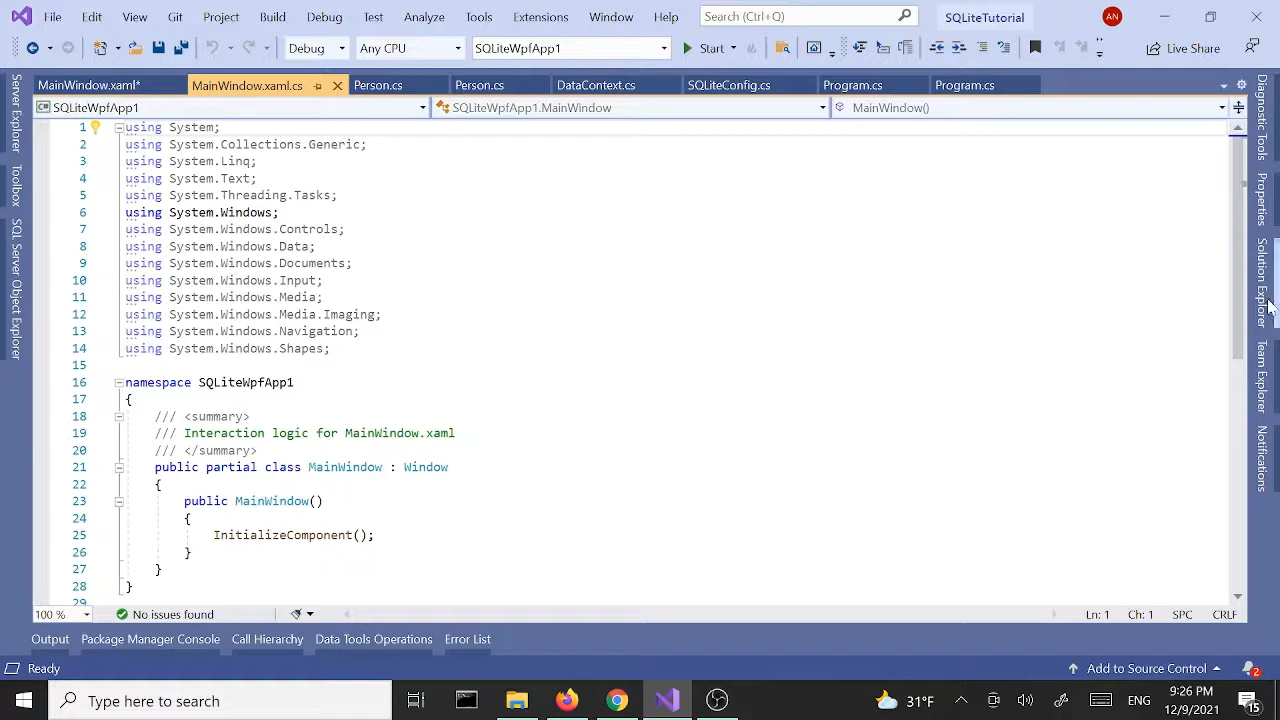 File Edit View Git Project Build Debug Test Analyze Tools Extensions Window Help Search (Ctrl+Q) SQLiteTutorial AN
Debug Any CPU SQLiteWpfApp1 Start Live Share
MainWindow.xaml* MainWindow.xaml.cs Person.cs Person.cs DataContext.cs SQLiteConfig.cs Program.cs Program.cs
SQLiteWpfApp1 SQLiteWpfApp1.MainWindow MainWindow()
Server Explorer
Toolbox
SQL Server Object Explorer
1 using System;
2 using System.Collections.Generic;
3 using System.Linq;
4 using System.Text;
5 using System.Threading.Tasks;
6 using System.Windows;
7 using System.Windows.Controls;
8 using System.Windows.Data;
9 using System.Windows.Documents;
10 using System.Windows.Input;
11 using System.Windows.Media;
12 using System.Windows.Media.Imaging;
13 using System.Windows.Navigation;
14 using System.Windows.Shapes;
15
16 namespace SQLiteWpfApp1
17 {
18 /// <summary>
19 /// Interaction logic for MainWindow.xaml
20 /// </summary>
21 public partial class MainWindow : Window
22 {
23 public MainWindow()
24 {
25 InitializeComponent();
26 }
27 }
28 }
29
Diagnostic Tools
Properties
Solution Explorer
Team Explorer
Notifications
100 % No issues found Ln: 1 Ch: 1 SPC CRLF
Output Package Manager Console Call Hierarchy Data Tools Operations Error List
Ready Add to Source Control 2
Type here to search 31°F ENG :26 PM
12/9/2021 15